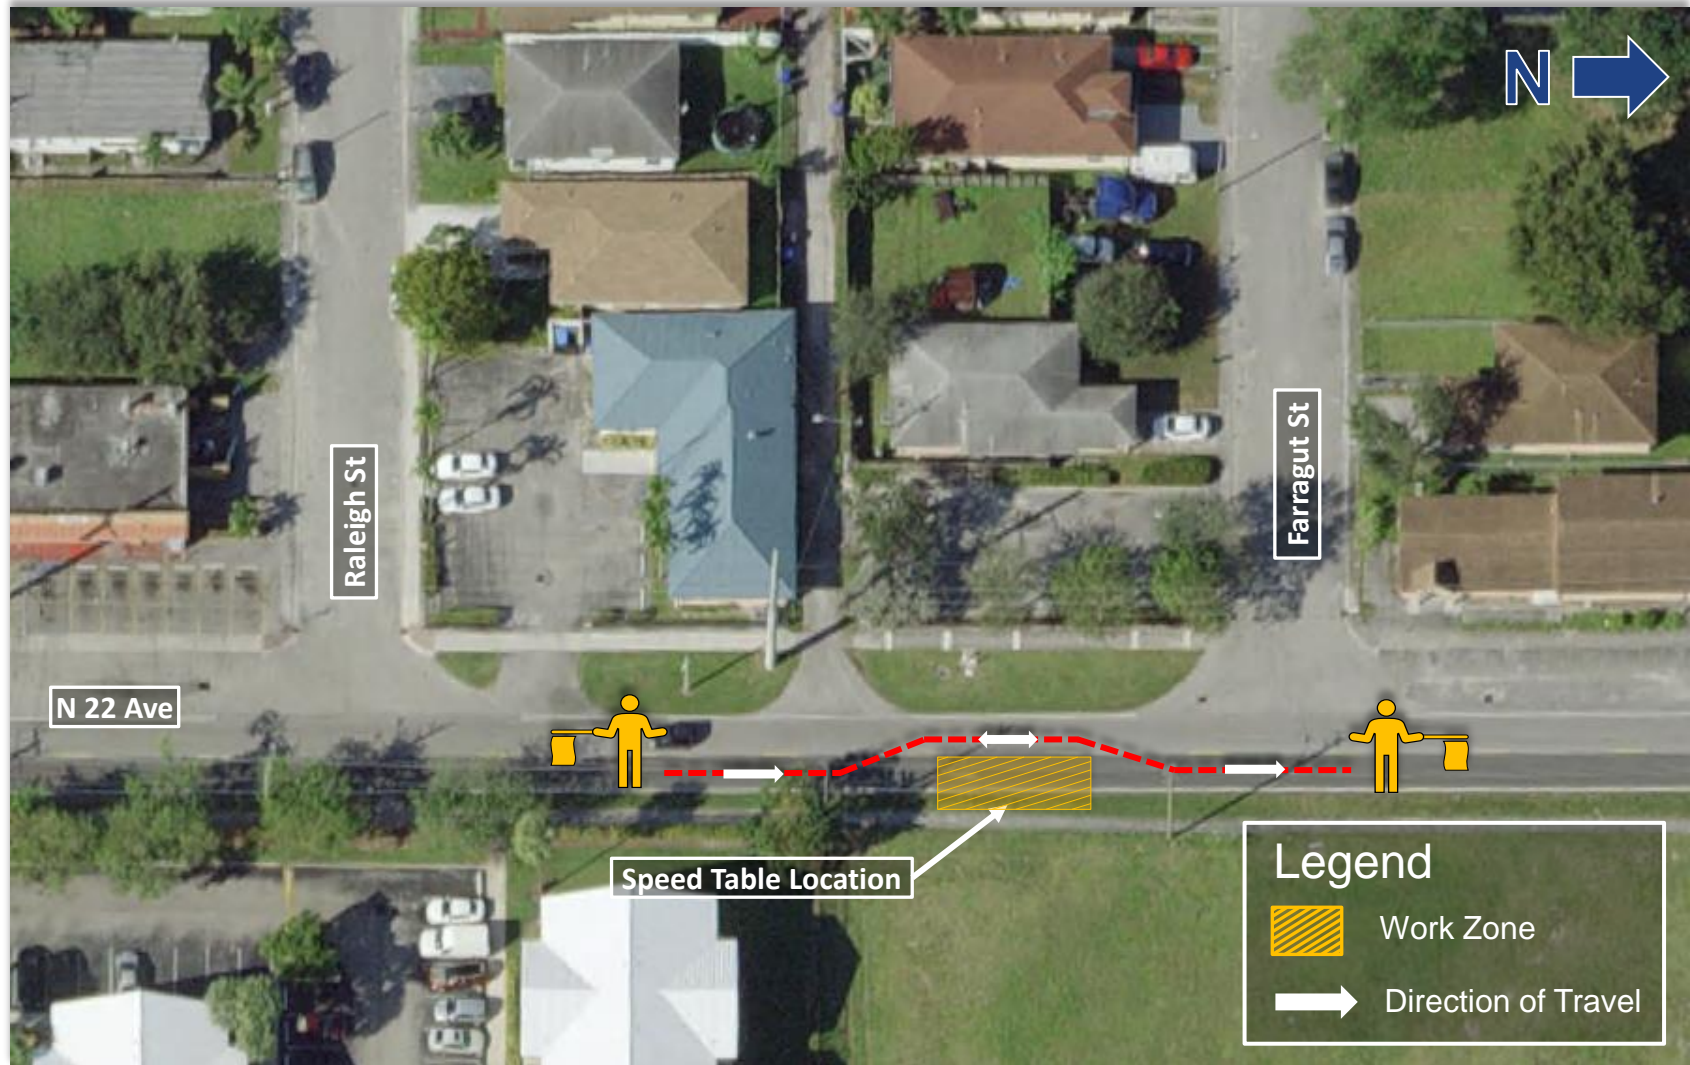 N
Raleigh St
Farragut St
N 22 Ave
Speed Table Location
Legend
Work Zone
Direction of Travel